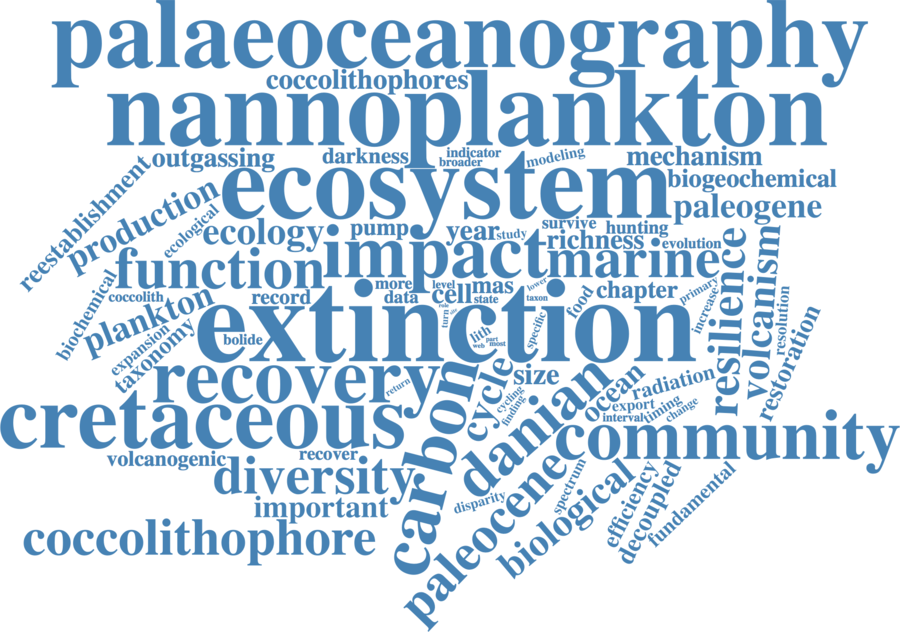 palaeoceanography
coccolithophores
nannoplankton
outgassing
darkness
indicator
broader
modeling
mechanism
reestablishment
production
ecological
ecosystem
biogeochemical
paleogene
ecology
pump
year
study
survive
hunting
richness
evolution
function
impact
marine
resilience
volcanism
biochemical
coccolith
plankton
record
more
data
level
cell
state
mas
lower
taxon
food
chapter
primary
increase
resolution
restoration
expansion
taxonomy
bolide
extinction
role
turn
specific
lith
web
part
most
recovery
return
carbon
cycle
cycling
finding
size
danian
ocean
radiation
export
interval
timing
change
cretaceous
community
volcanogenic
recover
diversity
important
disparity
coccolithophore
paleocene
biological
spectrum
efficiency
decoupled
fundamental